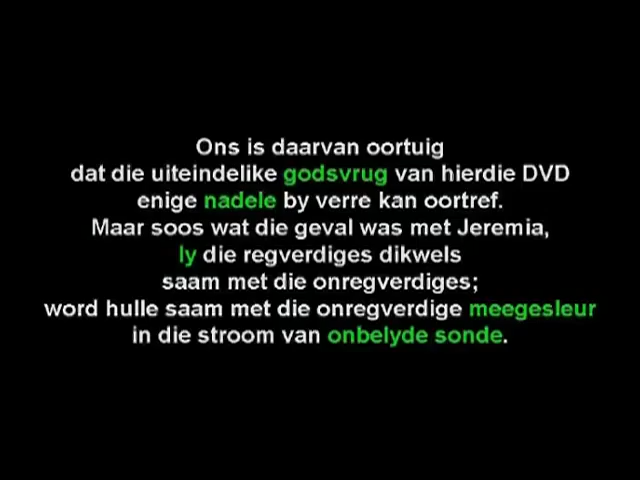 Ons is daarvan oortuig
dat die uiteindelike godsvrug van hierdie DVD
enige nadele by verre kan oortref.
Maar soos wat die geval was met Jeremia,
ly die regverdiges dikwels
saam met die onregverdiges;
word hulle saam met die onregverdige meegesleur
in die stroom van onbelyde sonde.